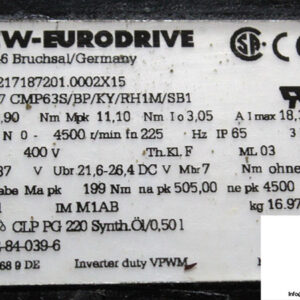 W-EURODRIVE
-6 Bruchsal/Germany
217187201.0002X15
7 CMP63S/BP/KY/RH1M/SB1
,90 Nm Mpk 11,10 Nm Io 3,05 A Imax 18,
N 0- 4500 r/min fn 225 Hz IP 65 3
400 V Th.Kl. F ML 03
37 V Ubr 21,6-26,4 DC V Mbr 7 Nm ohne
abe Ma pk 199 Nm na pk 505,00 ne pk 4500
01 IM M1AB kg 16.97
CLP PG 220 Synth.Öl/0,50 l
-84-039-6
68 9 DE Inverter duty VPWM